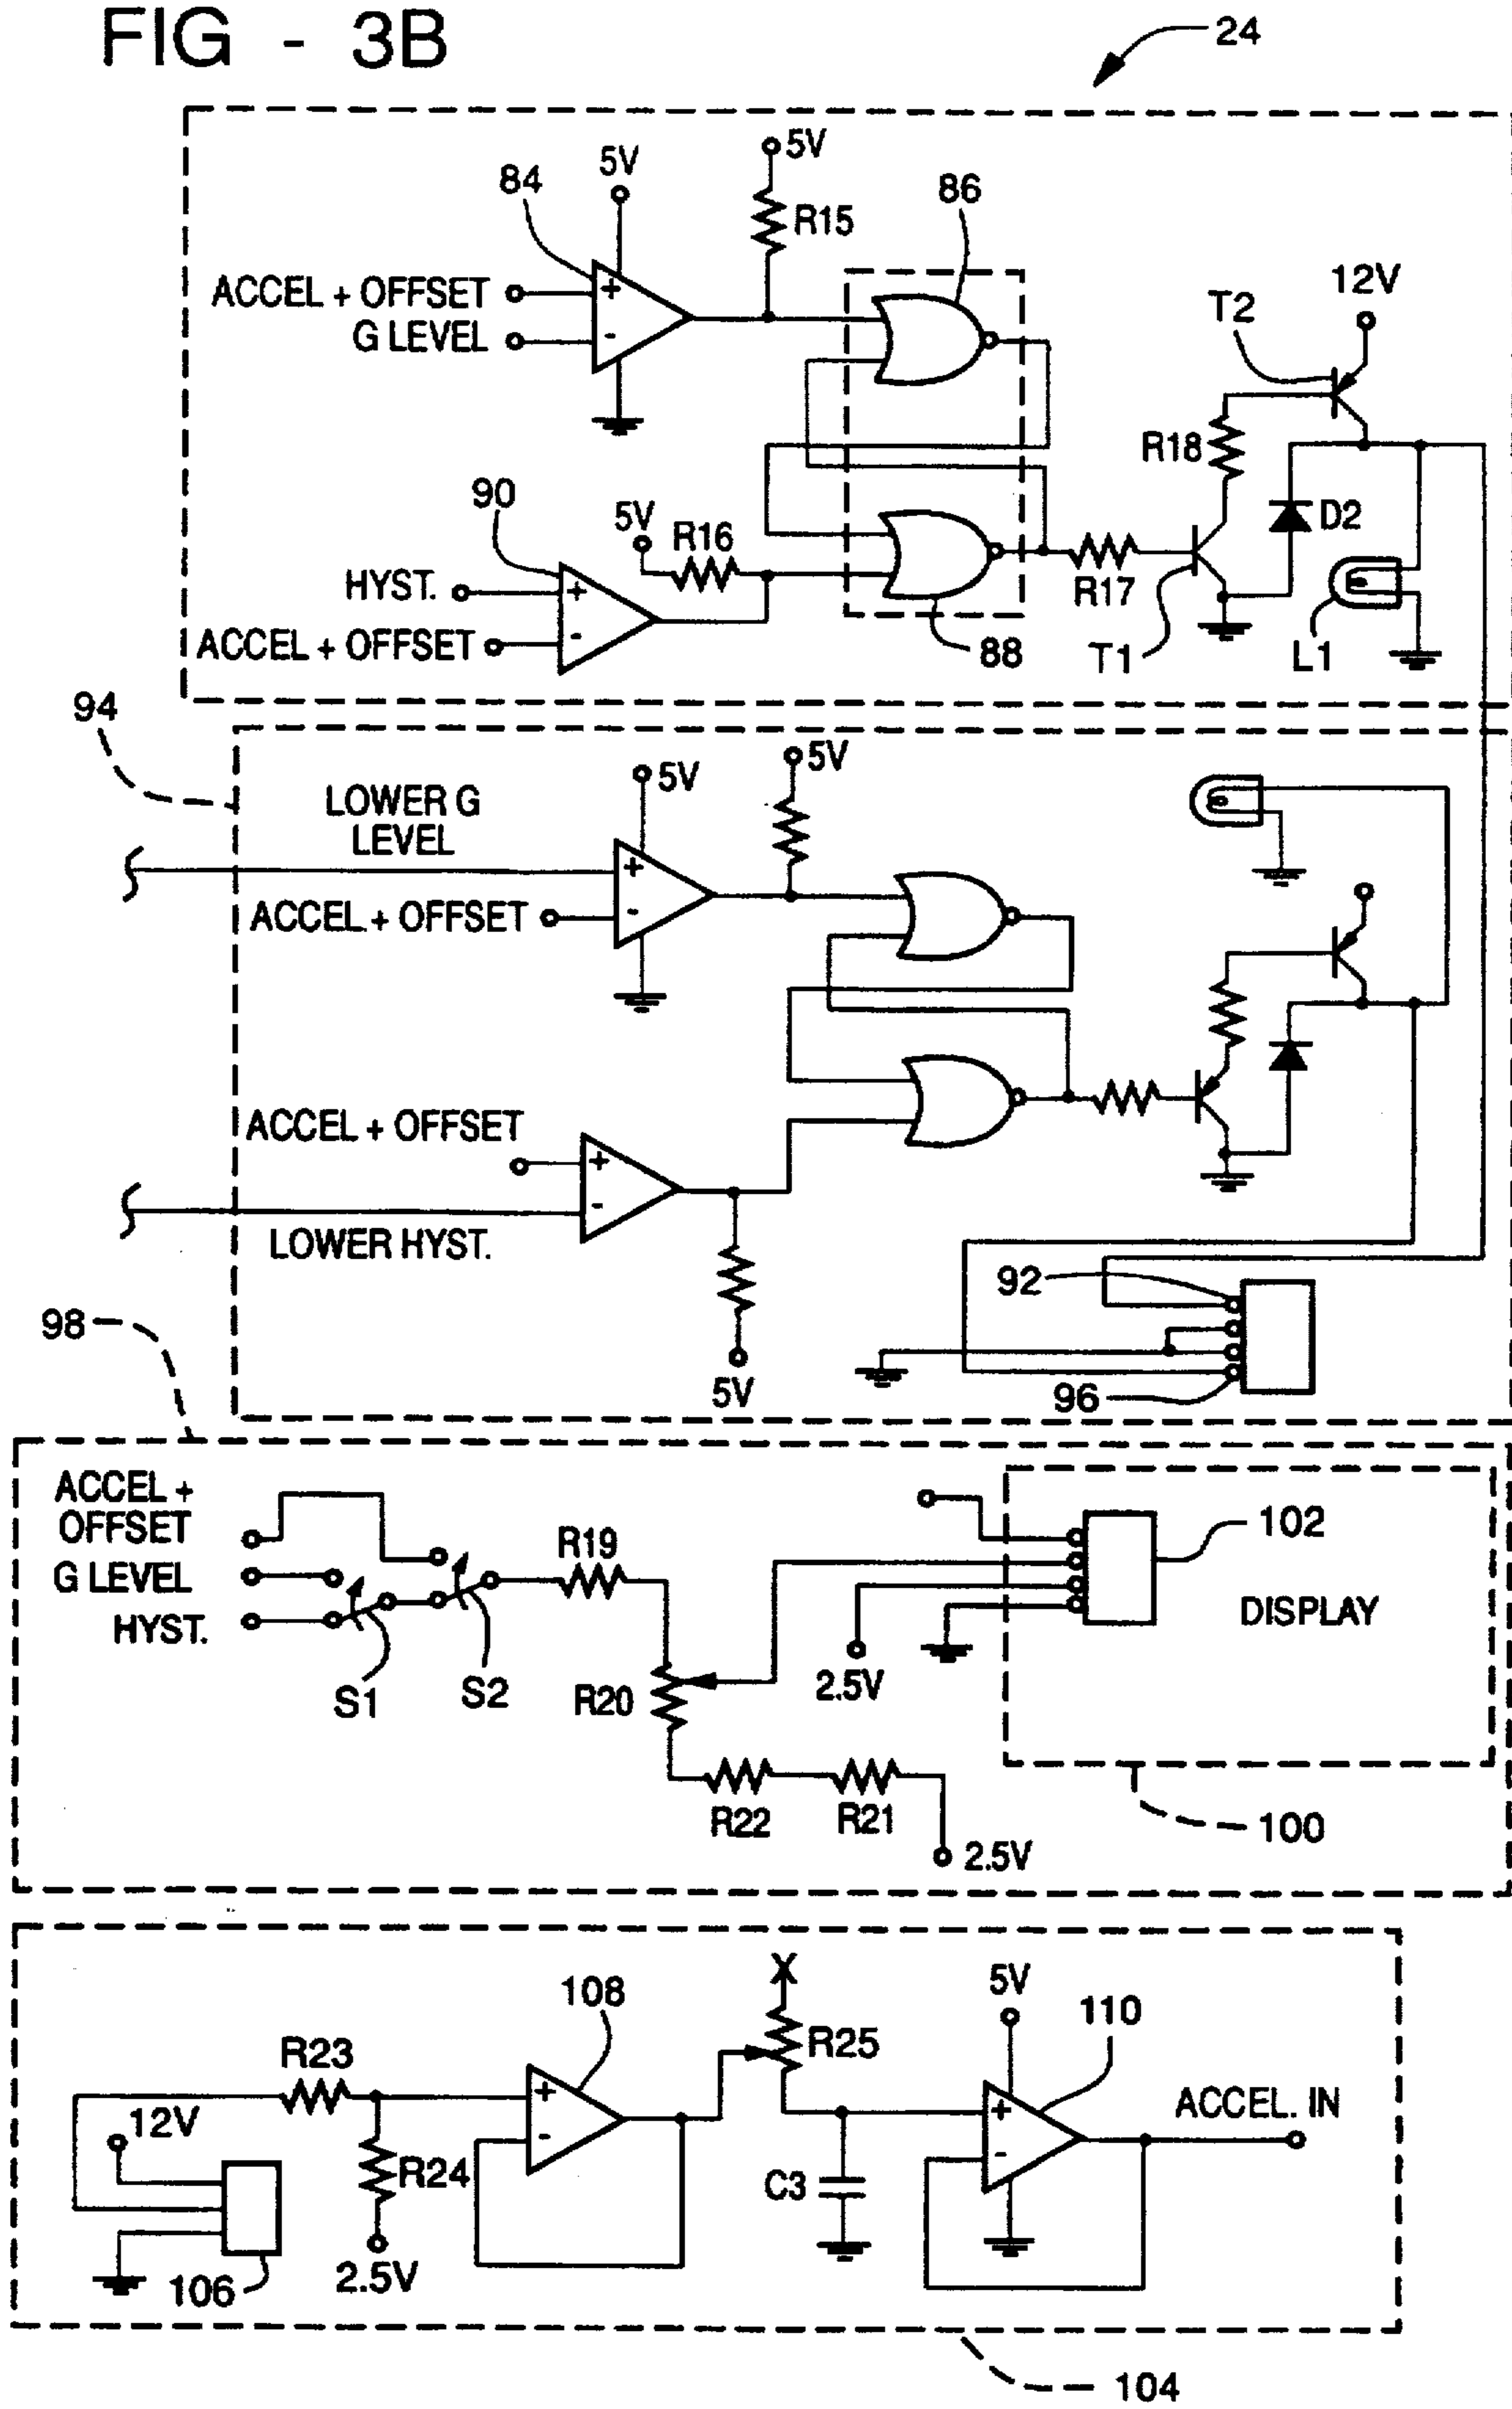 FIG - 3B
24
5V
5V
84
R15
86
ACCEL + OFFSET
+
G LEVEL
-
T2
12V
R18
90
5V
R16
D2
HYST.
+
R17
ACCEL + OFFSET
-
88
T1
L1
94
5V
5V
LOWER G
LEVEL
+
ACCEL. + OFFSET
-
ACCEL + OFFSET
+
-
LOWER HYST.
92
98
5V
96
ACCEL +
OFFSET
R19
102
G LEVEL
HYST.
DISPLAY
S1
S2
R20
2.5V
R22
R21
100
2.5V
108
X
5V
110
R23
R25
+
ACCEL. IN
12V
-
+
R24
C3
-
106
2.5V
104